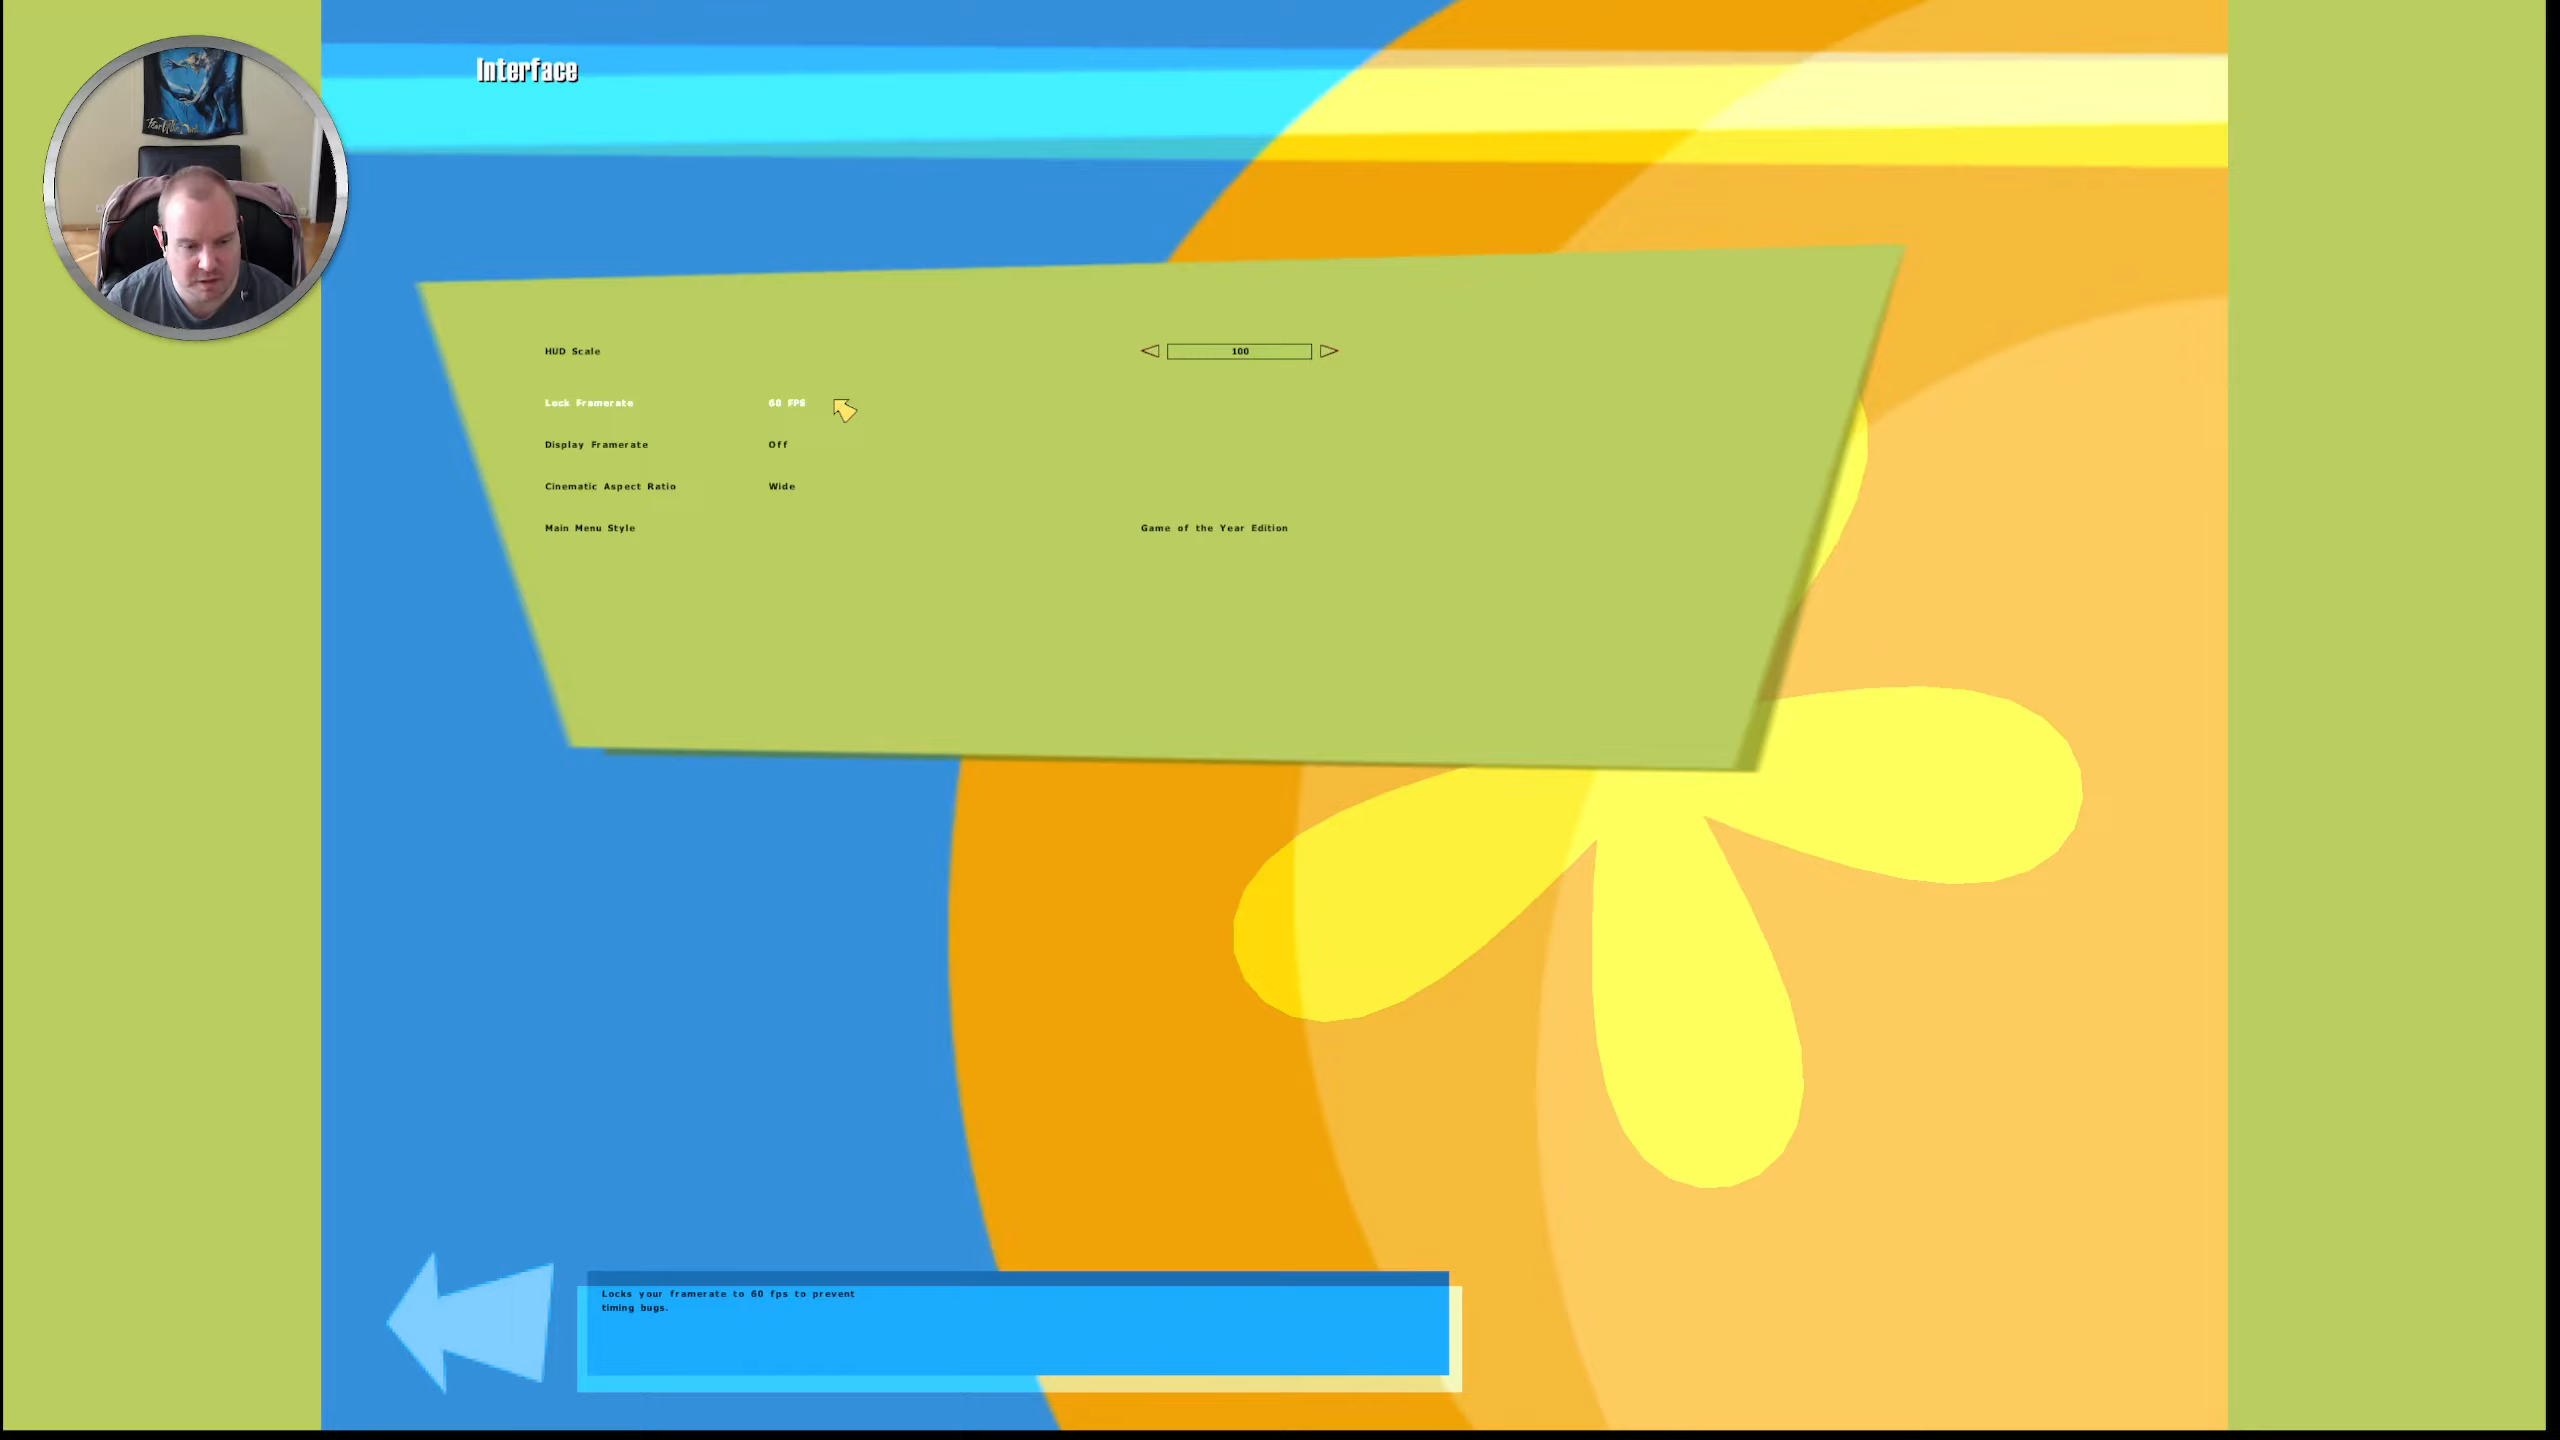 Interface
HUD Scale 100
Lock Framerate 60 FPS
Display Framerate Off
Cinematic Aspect Ratio Wide
Main Menu Style Game of the Year Edition
Locks your framerate to 60 fps to prevent
timing bugs.